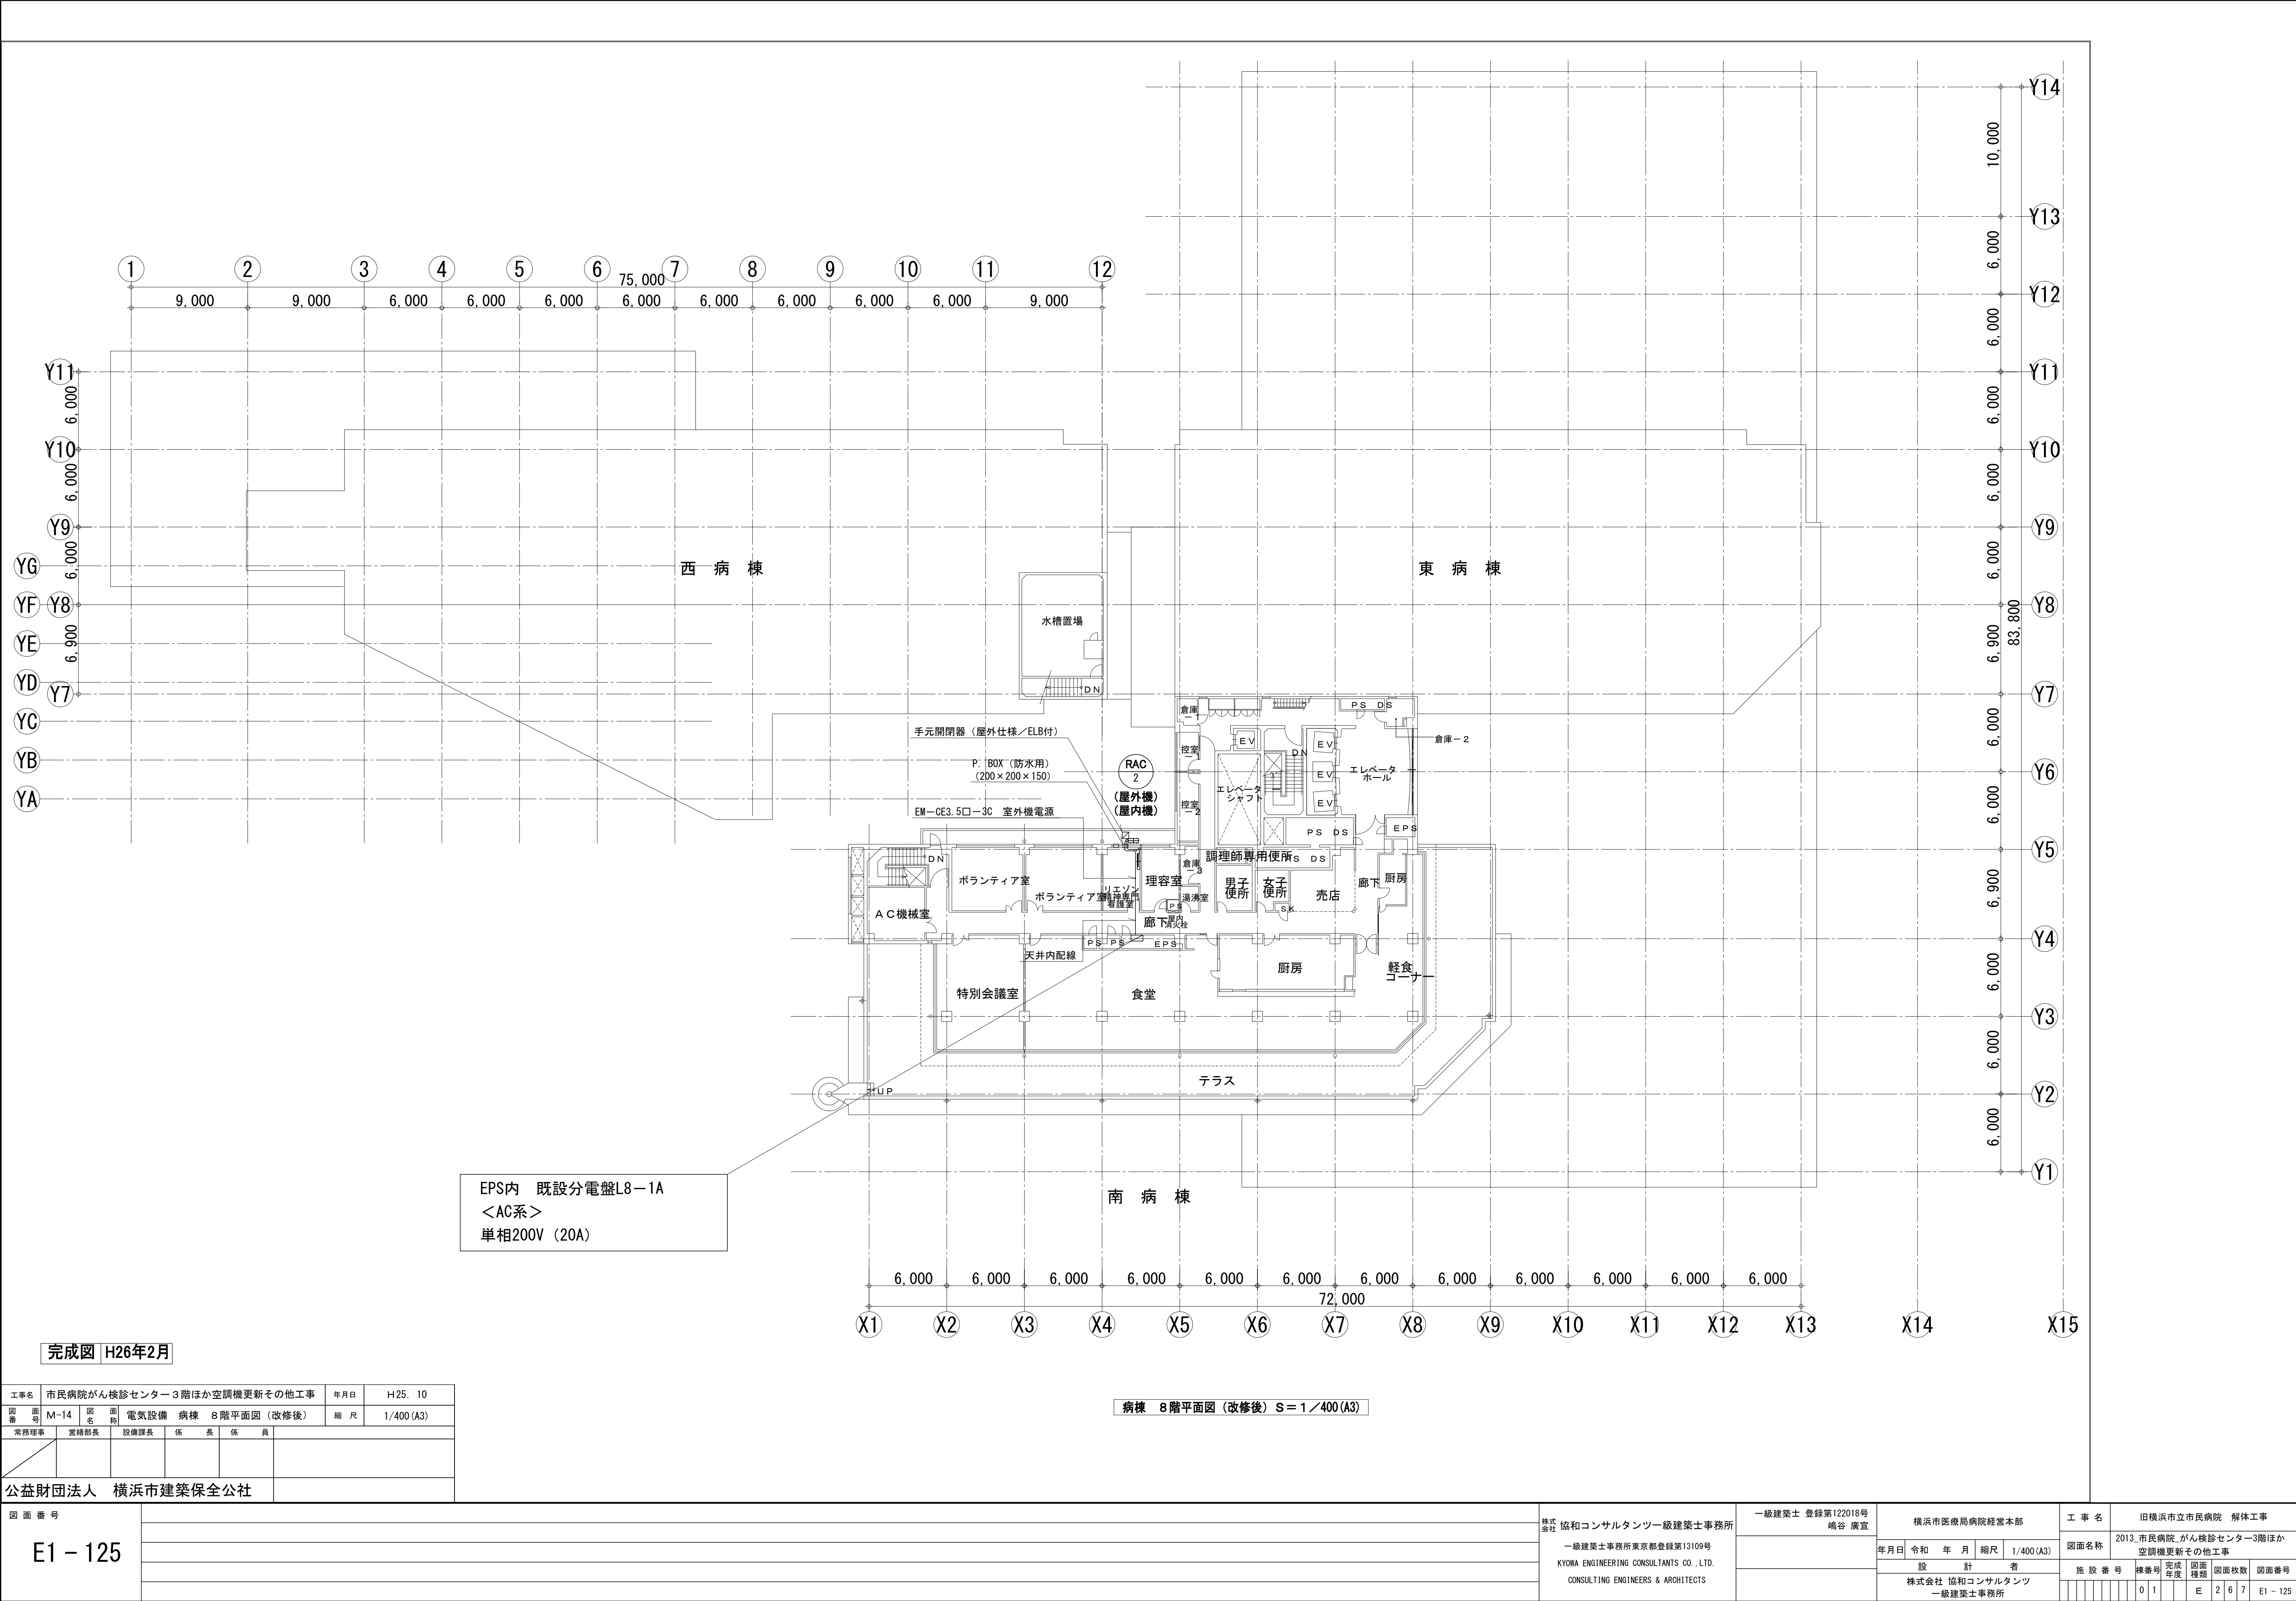 Y14
10,000
Y13
6,000
Y12
6,000
Y11
6,000
Y10
6,000
Y9
6,000
Y8
6,900
83,800
Y7
6,000
Y6
6,000
Y5
6,900
Y4
6,000
Y3
6,000
Y2
6,000
Y1
1 2 3 4 5 6 7 8 9 10 11 12
75,000
9,000 9,000 6,000 6,000 6,000 6,000 6,000 6,000 6,000 6,000 9,000
Y11
6,000
Y10
6,000
Y9
6,000
YG
YF Y8
YE
6,900
YD
Y7
YC
YB
YA
西 病 棟
東 病 棟
水槽置場
DN
手元開閉器（屋外仕様／ELB付）
P. BOX（防水用）
（200×200×150）
EM－CE3.5□－3C 室外機電源
RAC
2
（屋外機）
（屋内機）
倉庫
－1
PS DS
倉庫－2
控室
－1
EV
EV
DN
エレベータ
ホール
EV
エレベータ
シャフト
控室
－2
EV
PS DS
EPS
調理師専用便所
PS DS
DN
ボランティア室
ボランティア室
リエゾン
精神専門
看護室
理容室
倉庫
－3
湯沸室
PS
男子
便所
女子
便所
SK
売店
廊下
厨房
AC機械室
廊下
屋内
消火栓
PS PS EPS
天井内配線
特別会議室
食堂
厨房
軽食
コーナー
テラス
UP
EPS内 既設分電盤L8－1A
＜AC系＞
単相200V（20A）
南 病 棟
6,000 6,000 6,000 6,000 6,000 6,000 6,000 6,000 6,000 6,000 6,000 6,000
72,000
X1 X2 X3 X4 X5 X6 X7 X8 X9 X10 X11 X12 X13 X14 X15
完成図 H26年2月
病棟 8階平面図（改修後）S＝1／400(A3)
工事名 市民病院がん検診センター３階ほか空調機更新その他工事 年月日 H25. 10
図面番号 M-14 図面名称 電気設備 病棟 8階平面図（改修後） 縮尺 1/400(A3)
常務理事 営繕部長 設備課長 係長 係員
公益財団法人 横浜市建築保全公社
図面番号
E1－125
株式会社 協和コンサルタンツ一級建築士事務所
一級建築士事務所東京都登録第13109号
KYOWA ENGINEERING CONSULTANTS CO.,LTD.
CONSULTING ENGINEERS & ARCHITECTS
一級建築士 登録第122018号
嶋谷 廣宣
横浜市医療局病院経営本部
年月日 令和 年 月 縮尺 1/400(A3)
設計者
株式会社 協和コンサルタンツ
一級建築士事務所
工事名 旧横浜市立市民病院 解体工事
図面名称 2013_市民病院_がん検診センター3階ほか
空調機更新その他工事
施設番号 棟番号 完成年度 図面種類 図面枚数 図面番号
0 1 E 2 6 7 E1 - 125